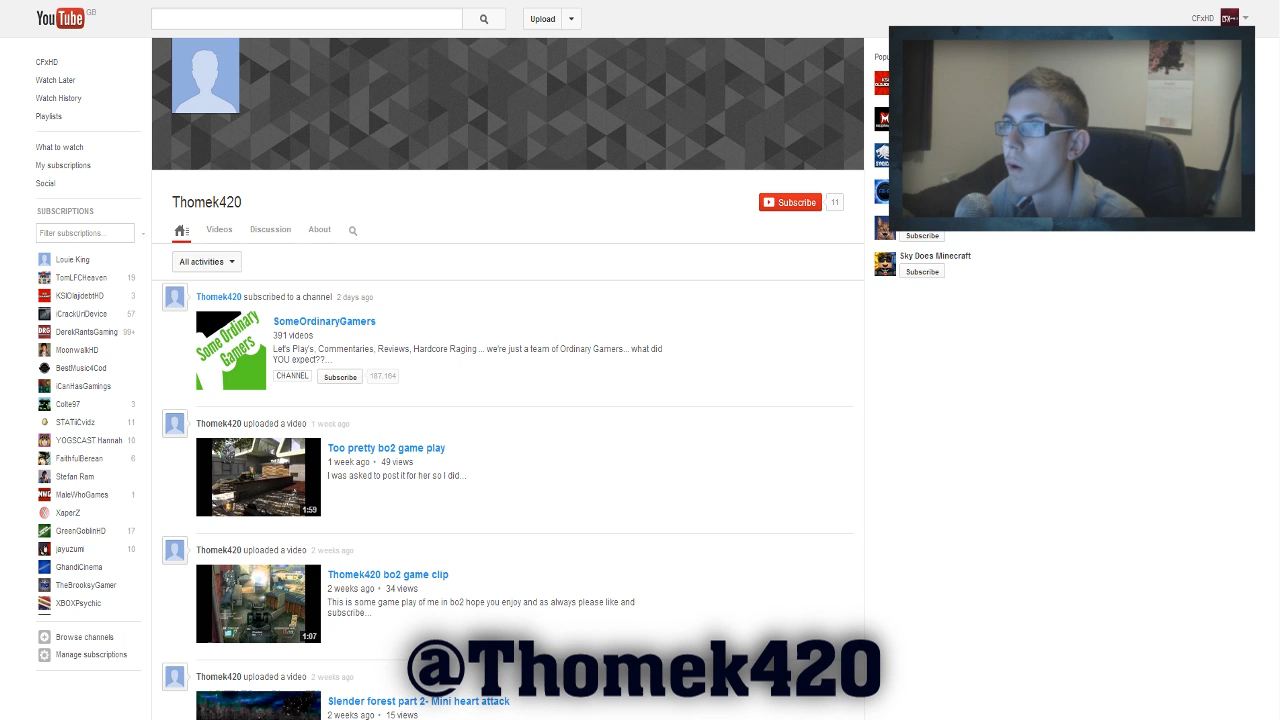 YouTube GB
Upload
CFxHD
CFxHD
Watch Later
Watch History
Playlists
What to watch
My subscriptions
Social
SUBSCRIPTIONS
Filter subscriptions...
Louie King
TomLFCHeaven 19
KSIOlajidebtHD 3
iCrackUrDevice 57
DerekRantsGaming 99+
MoonwalkHD
BestMusic4Cod
iCanHasGamings
Colte97 3
STATiiCvidz 11
YOGSCAST Hannah 10
FaithfulBerean 6
Stefan Ram
MaleWhoGames 1
XaperZ
GreenGoblinHD 17
jayuzumi 10
GhandiCinema
TheBrooksyGamer
XBOXPsychic
Browse channels
Manage subscriptions
Thomek420
Subscribe 11
Videos Discussion About
All activities
Thomek420 subscribed to a channel 2 days ago
Some Ordinary Gamers
SomeOrdinaryGamers
391 videos
Let's Play's, Commentaries, Reviews, Hardcore Raging ... we're just a team of Ordinary Gamers... what did
YOU expect??...
CHANNEL Subscribe 187,164
Thomek420 uploaded a video 1 week ago
Too pretty bo2 game play
1 week ago • 49 views
I was asked to post it for her so I did...
1:59
Thomek420 uploaded a video 2 weeks ago
Thomek420 bo2 game clip
2 weeks ago • 34 views
This is some game play of me in bo2 hope you enjoy and as always please like and
subscribe...
1:07
Thomek420 uploaded a video 2 weeks ago
Slender forest part 2- Mini heart attack
2 weeks ago • 15 views
Popu
Subscribe
Sky Does Minecraft
Subscribe
@Thomek420